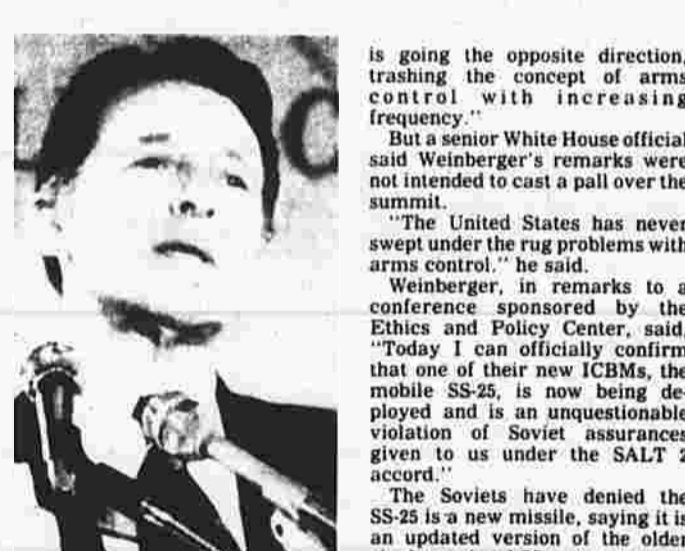 is going the opposite direction,
trashing the concept of arms
control with increasing
frequency."
But a senior White House official
said Weinberger's remarks were
not intended to cast a pall over the
summit.
"The United States has never
swept under the rug problems with
arms control." he said.
Weinberger, in remarks to a
conference sponsored by the
Ethics and Policy Center, said,
"Today I can officially confirm
that one of their new ICBMs, the
mobile SS-25, is now being de-
ployed and is an unquestionable
violation of Soviet assurances
given to us under the SALT 2
accord."
The Soviets have denied the
SS-25 is a new missile, saying it is
an updated version of the older